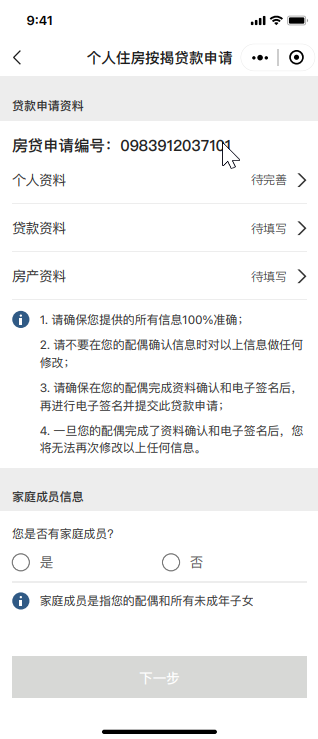 9:41
个人住房按揭贷款申请
贷款申请资料
房贷申请编号：0983912037101
个人资料 待完善
贷款资料 待填写
房产资料 待填写
1. 请确保您提供的所有信息100%准确；
2. 请不要在您的配偶确认信息时对以上信息做任何
修改；
3. 请确保在您的配偶完成资料确认和电子签名后，
再进行电子签名并提交此贷款申请；
4. 一旦您的配偶完成了资料确认和电子签名后，您
将无法再次修改以上任何信息。
家庭成员信息
您是否有家庭成员?
是 否
家庭成员是指您的配偶和所有未成年子女
下一步